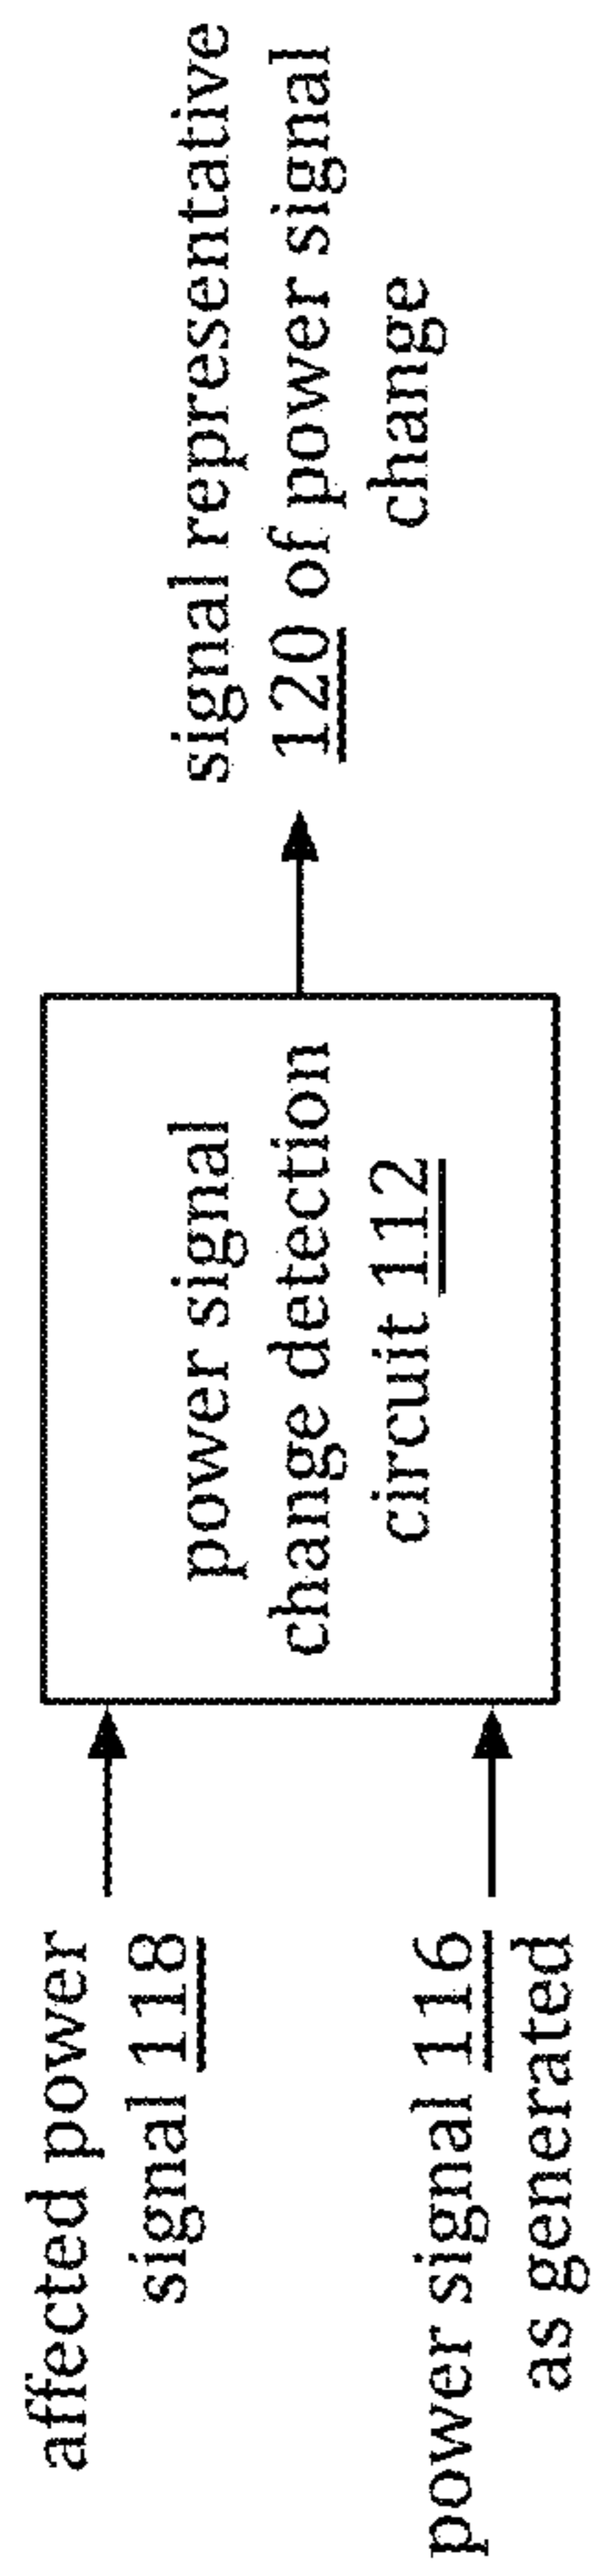 affected power
signal 118
power signal 116
as generated
power signal
change detection
circuit 112
signal representative
120 of power signal
change